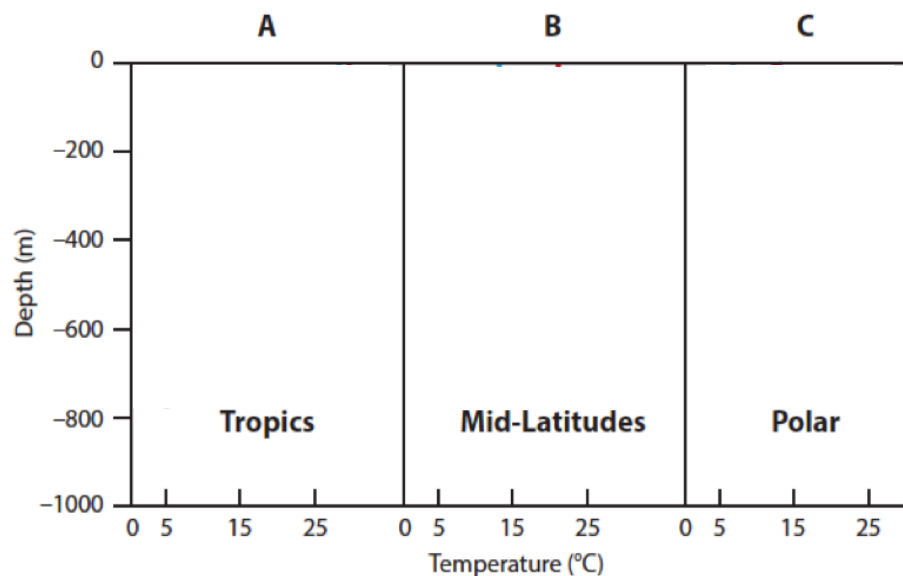 A B C
0
−200
−400
−600
−800
−1000
Depth (m)
Tropics Mid-Latitudes Polar
0 5 15 25 0 5 15 25 0 5 15 25
Temperature (°C)